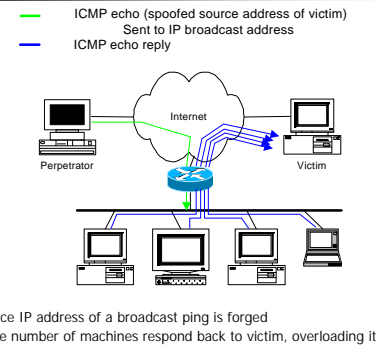 ICMP echo (spoofed source address of victim)
Sent to IP broadcast address
ICMP echo reply
Internet
Perpetrator
Victim
IP address of a broadcast ping is forged
number of machines respond back to victim, overloading it